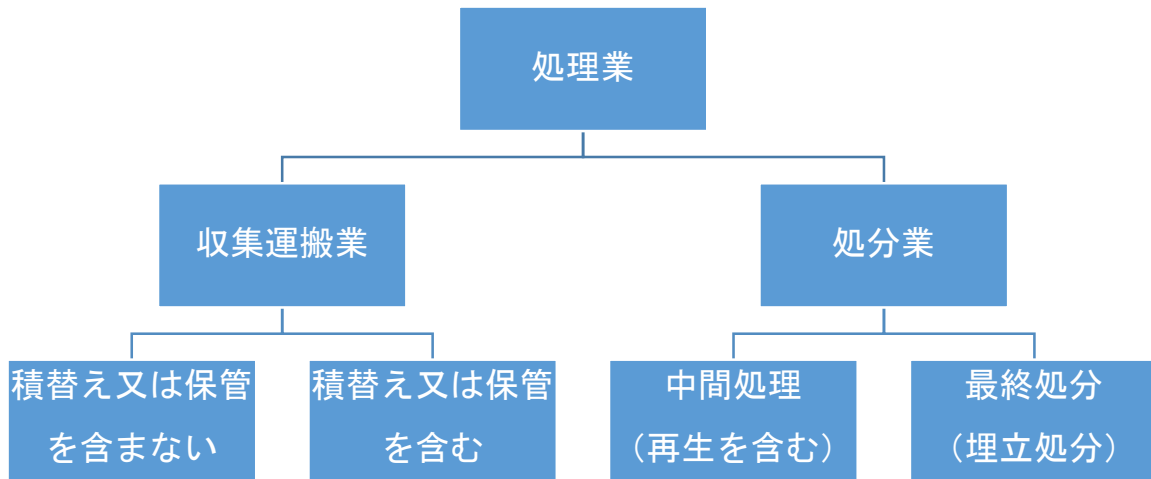 処理業
収集運搬業
処分業
積替え又は保管
を含まない
積替え又は保管
を含む
中間処理
（再生を含む）
最終処分
（埋立処分）